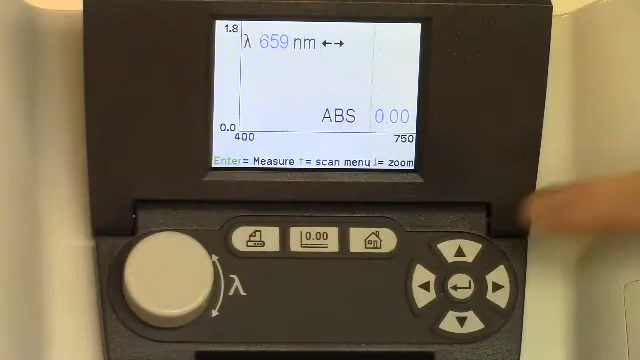 1.8
λ 659 nm ←→
ABS 0.00
0.0
400 750
Enter= Measure ↑= scan menu ↓= zoom
0.00
λ